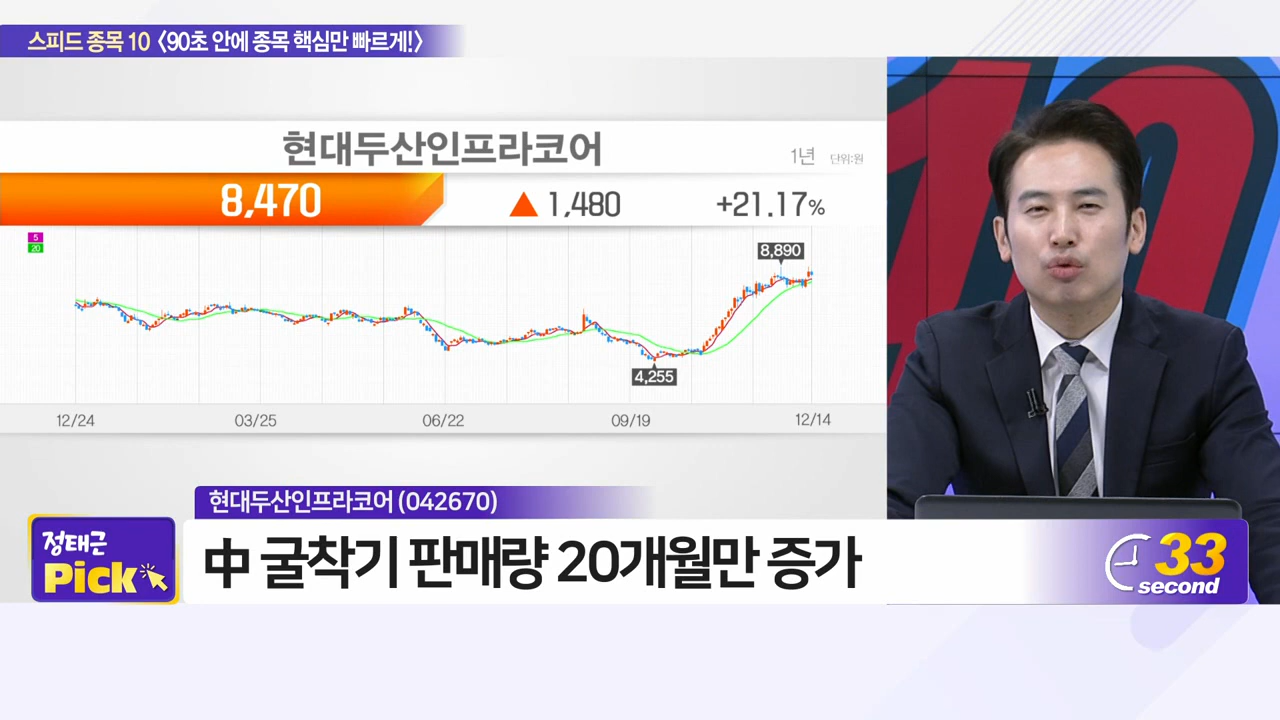 스피드 종목 10 〈90초 안에 종목 핵심만 빠르게!〉
현대두산인프라코어
1년 단위:원
8,470 ▲ 1,480 +21.17%
5
20
8,890
4,255
12/24 03/25 06/22 09/19 12/14
10
현대두산인프라코어 (042670)
정태근
Pick
中 굴착기 판매량 20개월만 증가
33
second